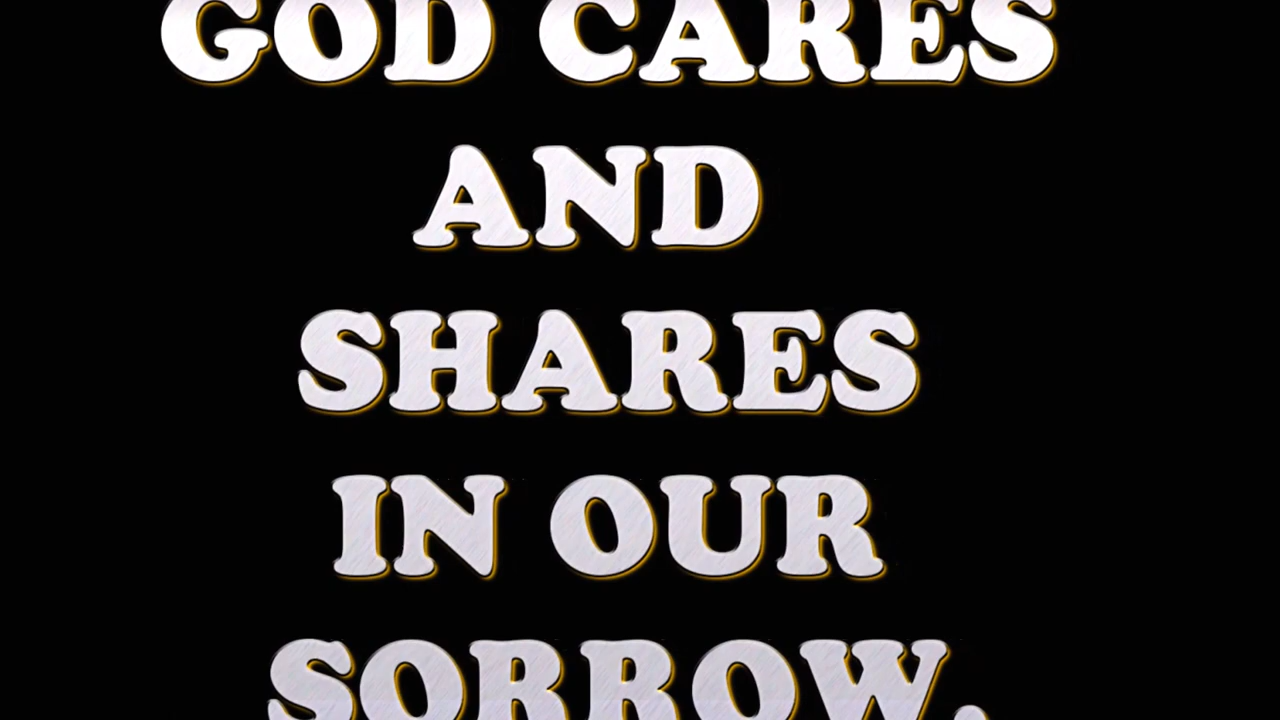 GOD CARES
AND
SHARES
IN OUR
SORROW.